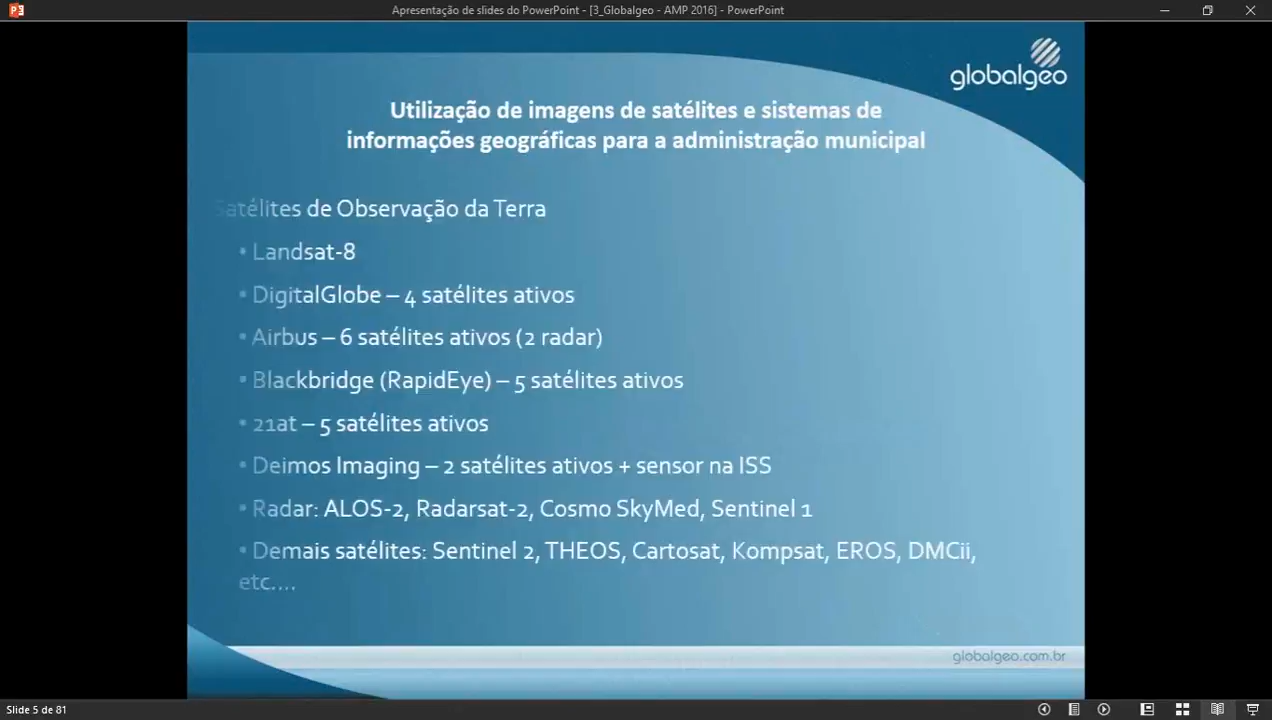 Apresentação de slides do PowerPoint - [3_Globalgeo - AMP 2016] - PowerPoint
globalgeo
Utilização de imagens de satélites e sistemas de
informações geográficas para a administração municipal
Satélites de Observação da Terra
• Landsat-8
• DigitalGlobe – 4 satélites ativos
• Airbus – 6 satélites ativos (2 radar)
• Blackbridge (RapidEye) – 5 satélites ativos
• 21at – 5 satélites ativos
• Deimos Imaging – 2 satélites ativos + sensor na ISS
• Radar: ALOS-2, Radarsat-2, Cosmo SkyMed, Sentinel 1
• Demais satélites: Sentinel 2, THEOS, Cartosat, Kompsat, EROS, DMCii,
etc....
globalgeo.com.br
Slide 5 de 81